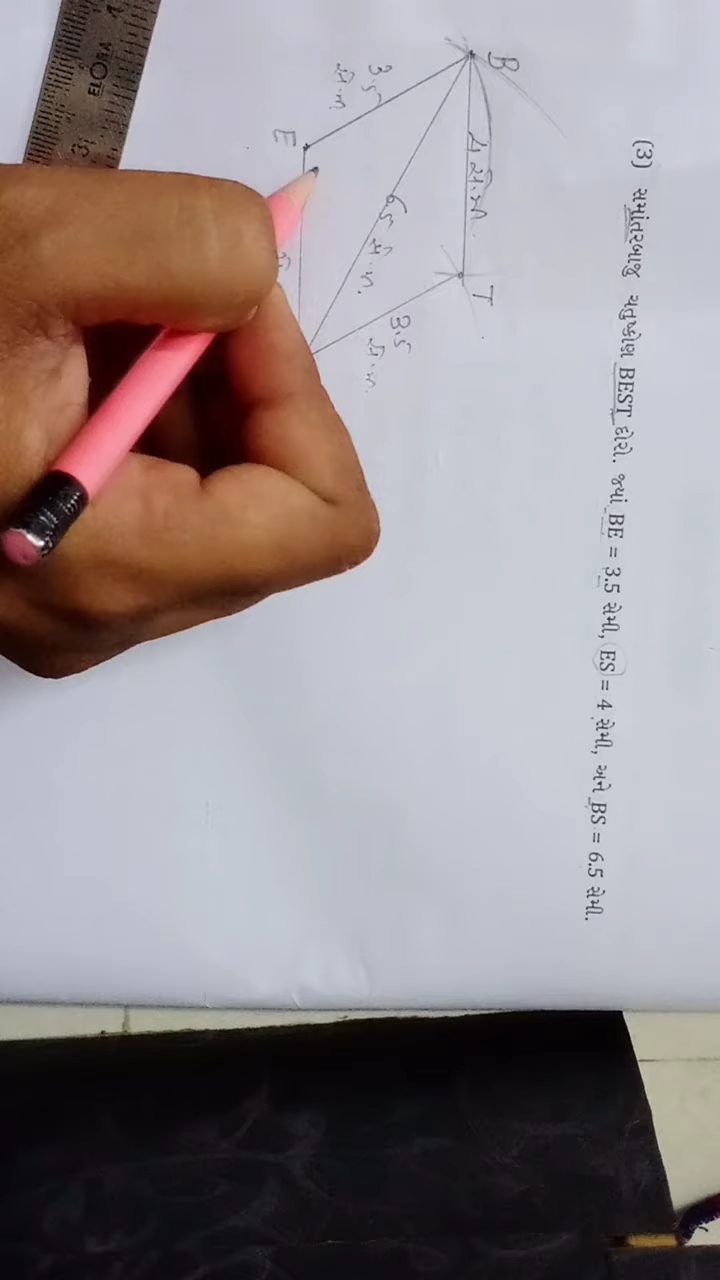 (3) સમાંતરબાજુ ચતુષ્કોણ BEST દોરો. જ્યાં BE = 3.5 સેમી, ES = 4 સેમી, અને BS = 6.5 સેમી.
B
4 સે.મી.
T
3.5
સે.મી.
6.5 સે.મી.
3.5
સે.મી.
E
ELORA